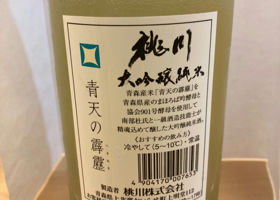 桃川
大吟醸純米
青天の霹靂
青森産米「青天の霹靂」を
青森県産のまほろば吟酵母と
協会901号酵母を使用して
南部杜氏と一級酒造技能士が
精魂込めて醸した大吟醸純米酒。
《おすすめの飲み方》
冷やして(5〜10℃)・常温
4904170007653
製造者 桃川株式会社